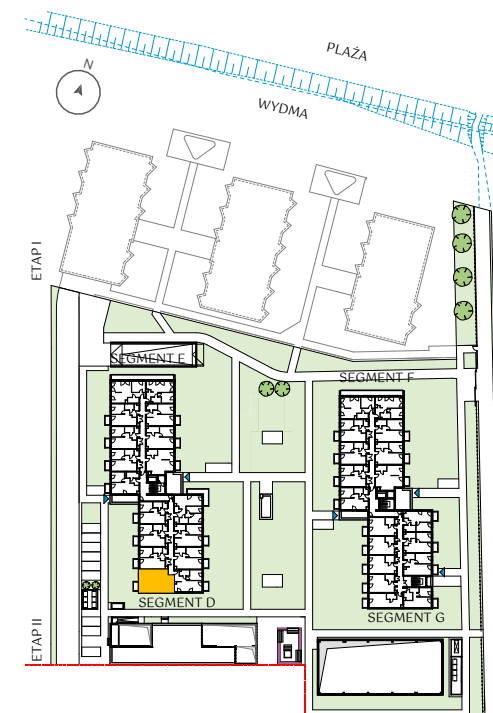 PLAŻA
N
WYDMA
ETAP I
SEGMENT E
SEGMENT F
SEGMENT D
SEGMENT G
ETAP II